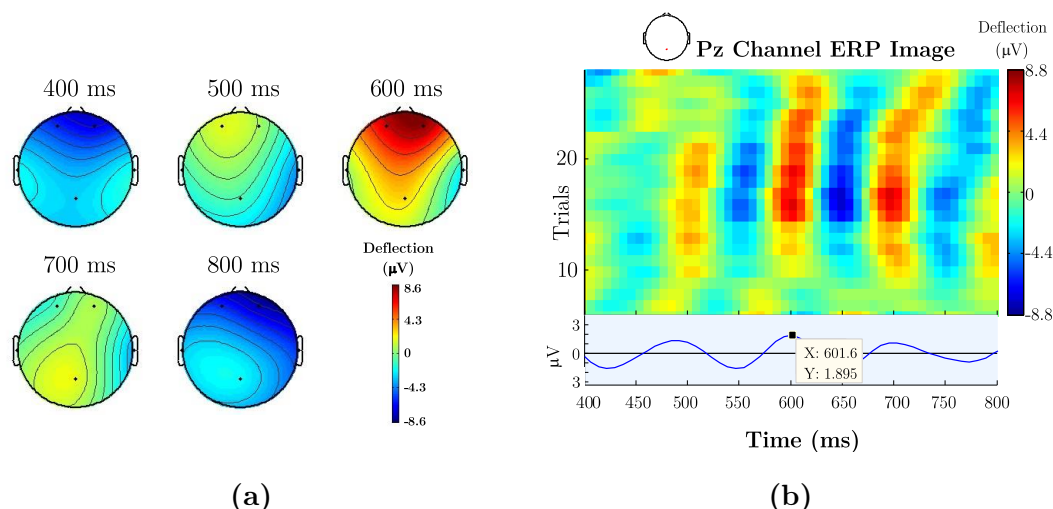 400 ms
500 ms
600 ms
700 ms
800 ms
Deflection
(µV)
8.6
4.3
0
-4.3
-8.6
(a)
Pz Channel ERP Image
Deflection
(µV)
8.8
4.4
0
-4.4
-8.8
Trials
20
10
µV
3
0
3
X: 601.6
Y: 1.895
400 450 500 550 600 650 700 750 800
Time (ms)
(b)